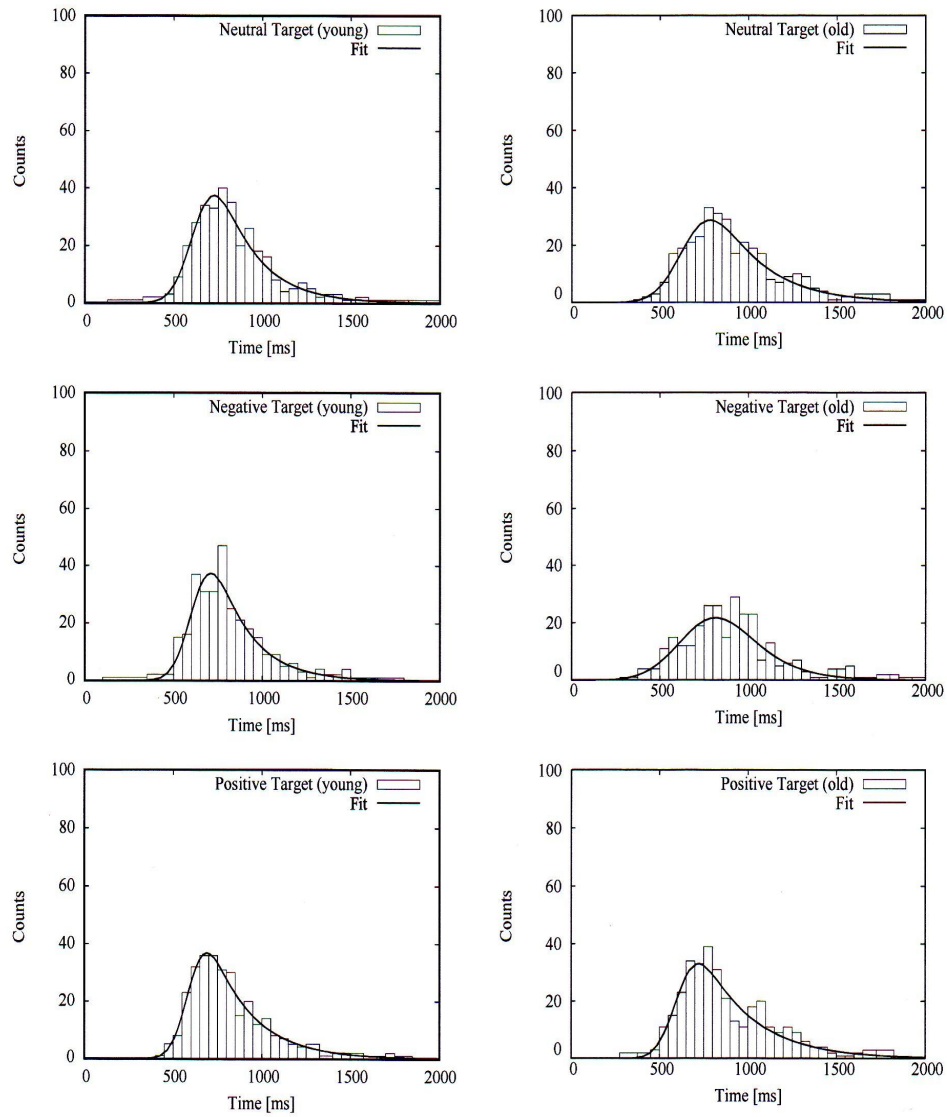 100
80
60
40
20
0
Counts
Neutral Target (young)
Fit
0 500 1000 1500 2000
Time [ms]
100
80
60
40
20
0
Counts
Neutral Target (old)
Fit
0 500 1000 1500 2000
Time [ms]
100
80
60
40
20
0
Counts
Negative Target (young)
Fit
0 500 1000 1500 2000
Time [ms]
100
80
60
40
20
0
Counts
Negative Target (old)
Fit
0 500 1000 1500 2000
Time [ms]
100
80
60
40
20
0
Counts
Positive Target (young)
Fit
0 500 1000 1500 2000
Time [ms]
100
80
60
40
20
0
Counts
Positive Target (old)
Fit
0 500 1000 1500 2000
Time [ms]